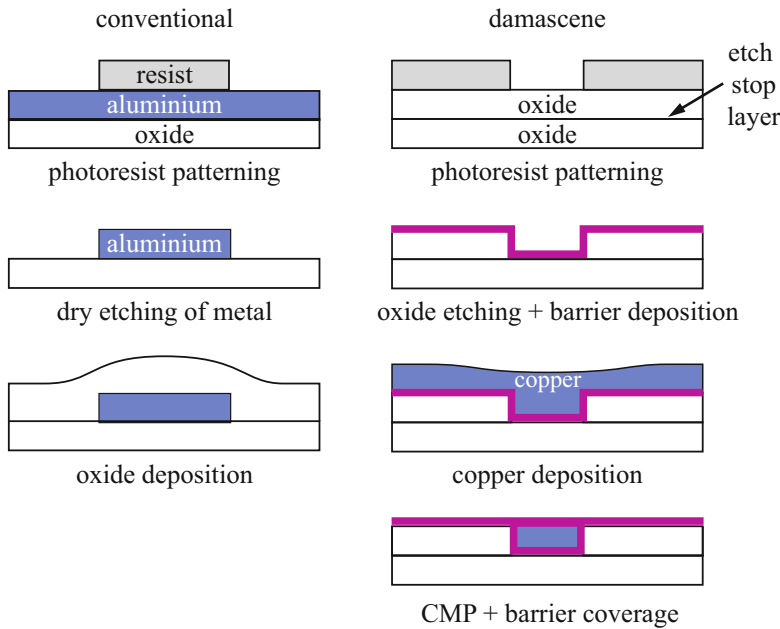 conventional
resist
aluminium
oxide
photoresist patterning
aluminium
dry etching of metal
oxide deposition
damascene
etch
stop
layer
oxide
oxide
photoresist patterning
oxide etching + barrier deposition
copper
copper deposition
CMP + barrier coverage